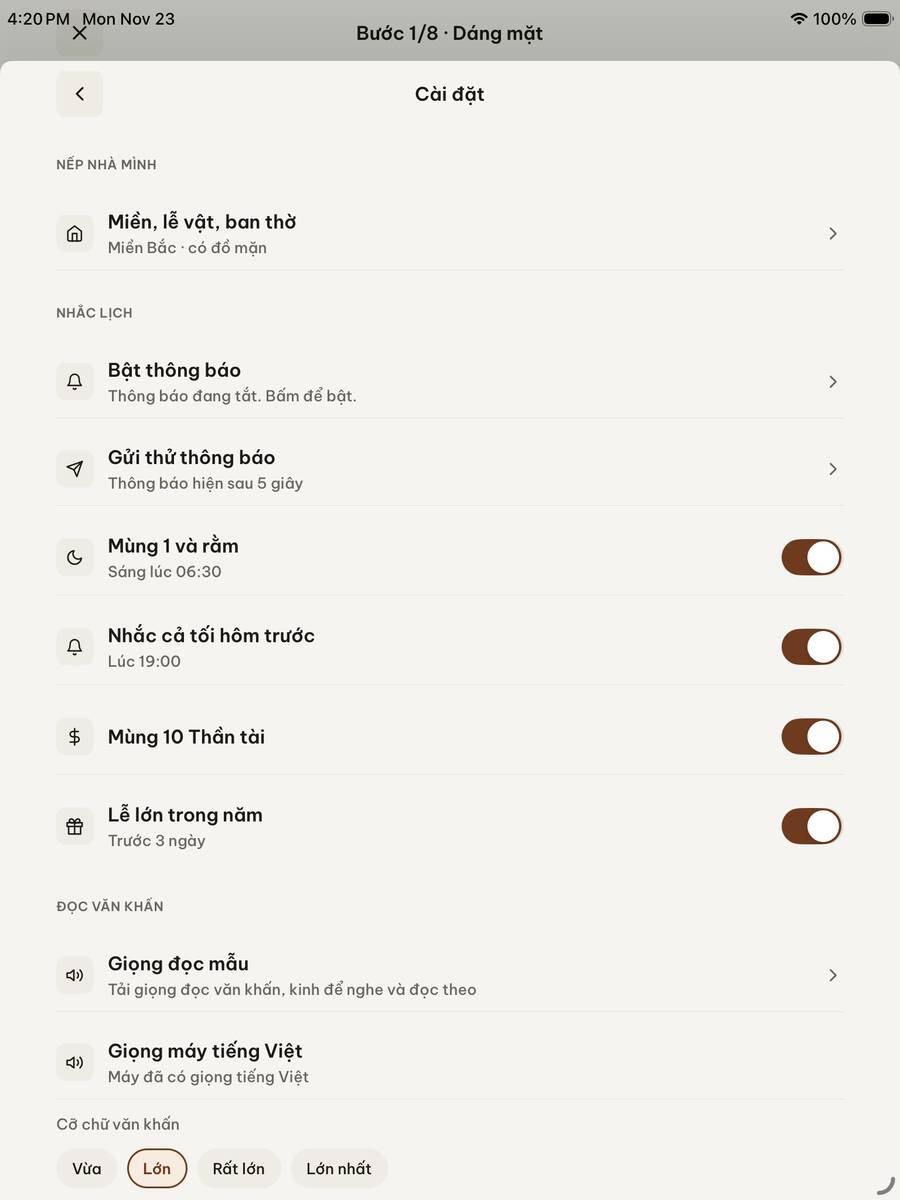 4:20 PM Mon Nov 23
100%
Bước 1/8 · Dáng mặt
Cài đặt
NẾP NHÀ MÌNH
Miền, lễ vật, ban thờ
Miền Bắc · có đồ mặn
NHẮC LỊCH
Bật thông báo
Thông báo đang tắt. Bấm để bật.
Gửi thử thông báo
Thông báo hiện sau 5 giây
Mùng 1 và rằm
Sáng lúc 06:30
Nhắc cả tối hôm trước
Lúc 19:00
Mùng 10 Thần tài
Lễ lớn trong năm
Trước 3 ngày
ĐỌC VĂN KHẤN
Giọng đọc mẫu
Tải giọng đọc văn khấn, kinh để nghe và đọc theo
Giọng máy tiếng Việt
Máy đã có giọng tiếng Việt
Cỡ chữ văn khấn
Vừa Lớn Rất lớn Lớn nhất